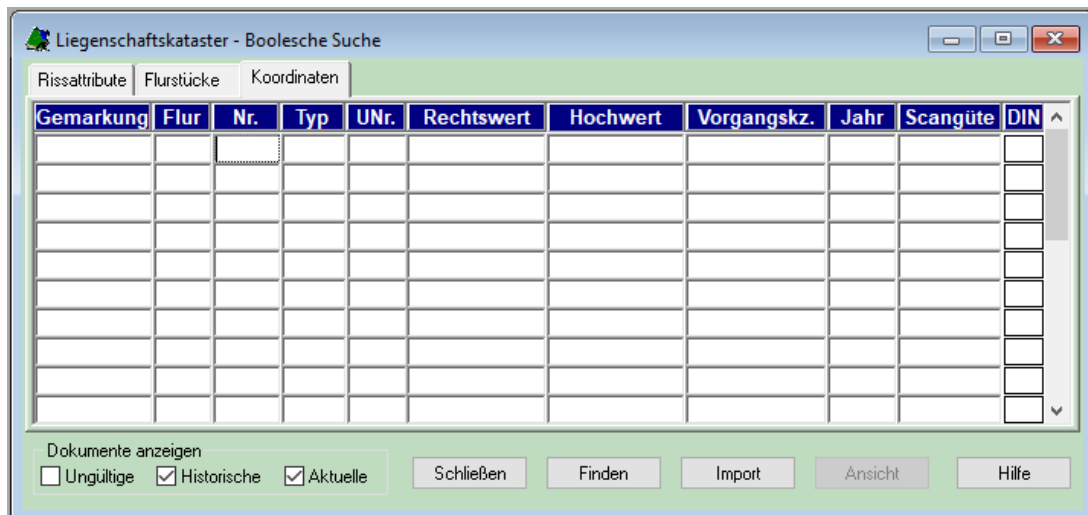 Liegenschaftskataster - Boolesche Suche
Rissattribute Flurstücke Koordinaten
Gemarkung Flur Nr. Typ UNr. Rechtswert Hochwert Vorgangskz. Jahr Scangüte DIN
Dokumente anzeigen
Ungültige Historische Aktuelle Schließen Finden Import Ansicht Hilfe